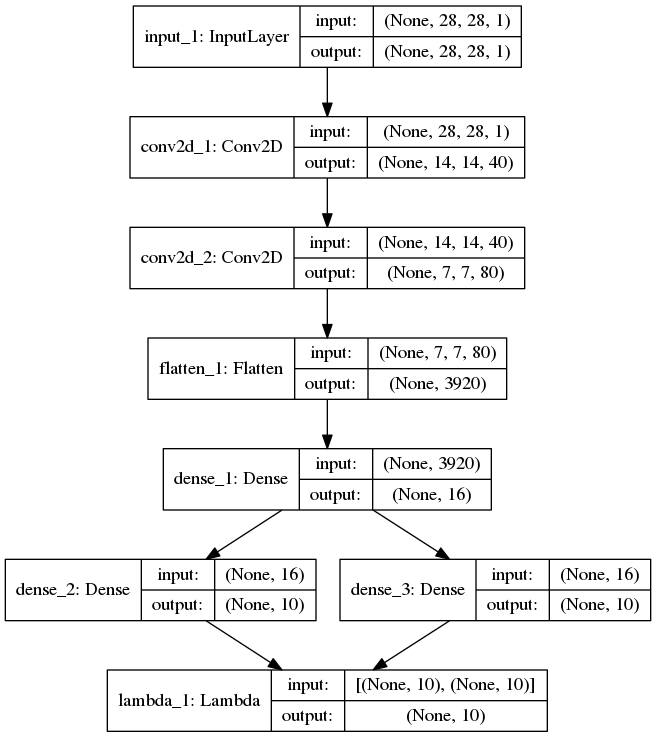 input_1: InputLayer
input: (None, 28, 28, 1)
output: (None, 28, 28, 1)
conv2d_1: Conv2D
input: (None, 28, 28, 1)
output: (None, 14, 14, 40)
conv2d_2: Conv2D
input: (None, 14, 14, 40)
output: (None, 7, 7, 80)
flatten_1: Flatten
input: (None, 7, 7, 80)
output: (None, 3920)
dense_1: Dense
input: (None, 3920)
output: (None, 16)
dense_2: Dense
input: (None, 16)
output: (None, 10)
dense_3: Dense
input: (None, 16)
output: (None, 10)
lambda_1: Lambda
input: [(None, 10), (None, 10)]
output: (None, 10)